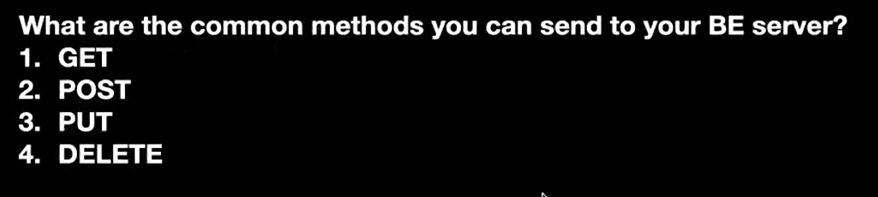 What are the common methods you can send to your BE server?
1. GET
2. POST
3. PUT
4. DELETE